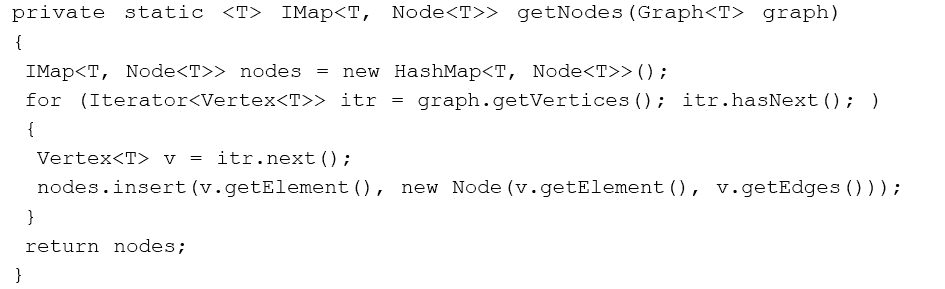 private static <T> IMap<T, Node<T>> getNodes(Graph<T> graph)
{
IMap<T, Node<T>> nodes = new HashMap<T, Node<T>>();
for (Iterator<Vertex<T>> itr = graph.getVertices(); itr.hasNext(); )
{
Vertex<T> v = itr.next();
nodes.insert(v.getElement(), new Node(v.getElement(), v.getEdges()));
}
return nodes;
}